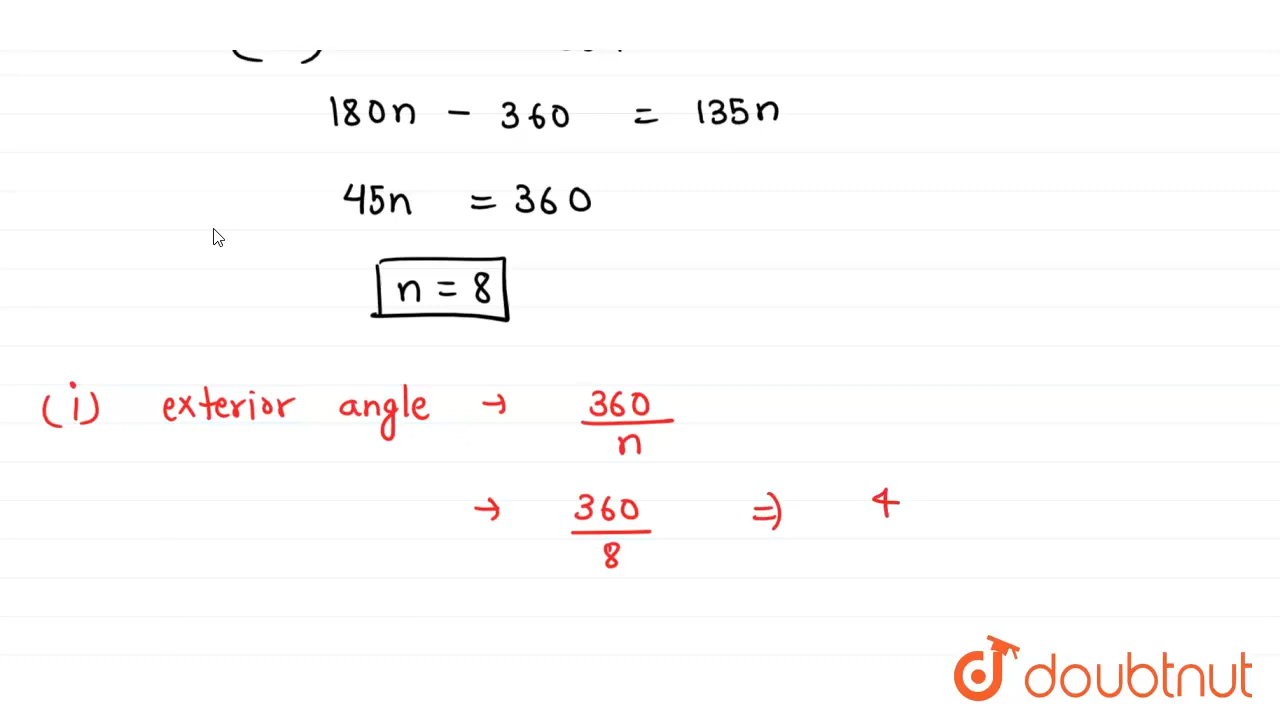 180n - 360 = 135n
45n = 360
n = 8
(i) exterior angle → 360/n
→ 360/8 ⇒ 4
doubtnut